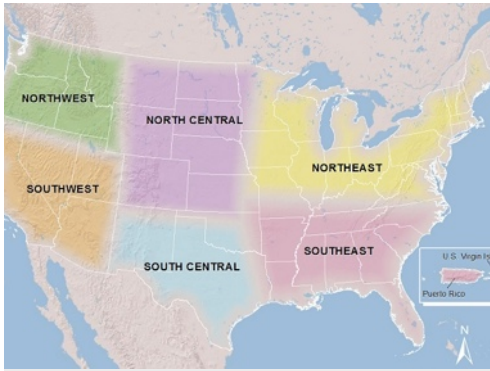 NORTHWEST
NORTH CENTRAL
NORTHEAST
SOUTHWEST
SOUTH CENTRAL
SOUTHEAST
U.S. Virgin Is
Puerto Rico
N